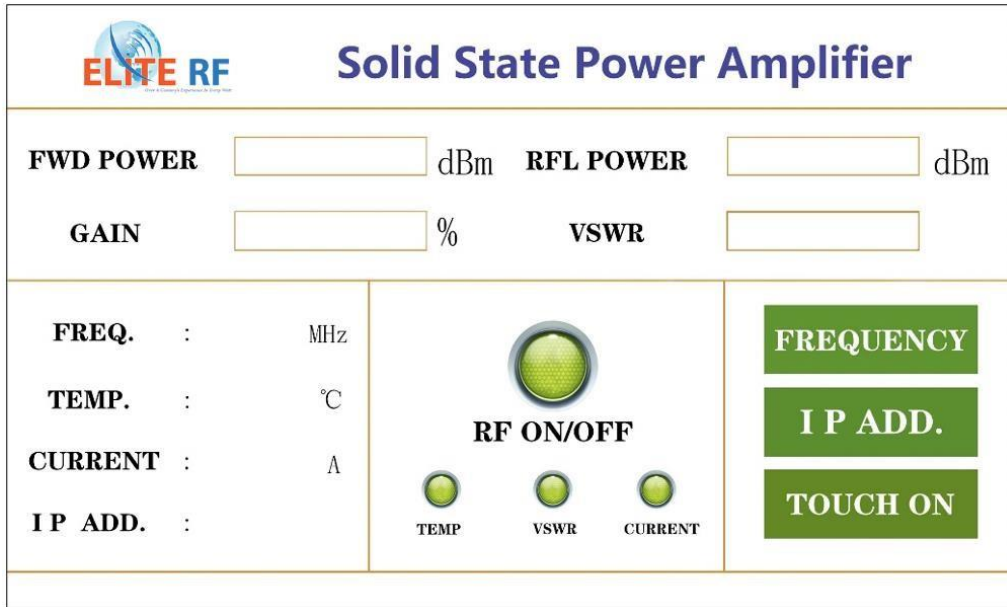 ELITE RF
Solid State Power Amplifier
FWD POWER dBm RFL POWER dBm
GAIN % VSWR
FREQ. : MHz
TEMP. : ℃
CURRENT : A
I P ADD. :
RF ON/OFF
TEMP VSWR CURRENT
FREQUENCY
I P ADD.
TOUCH ON